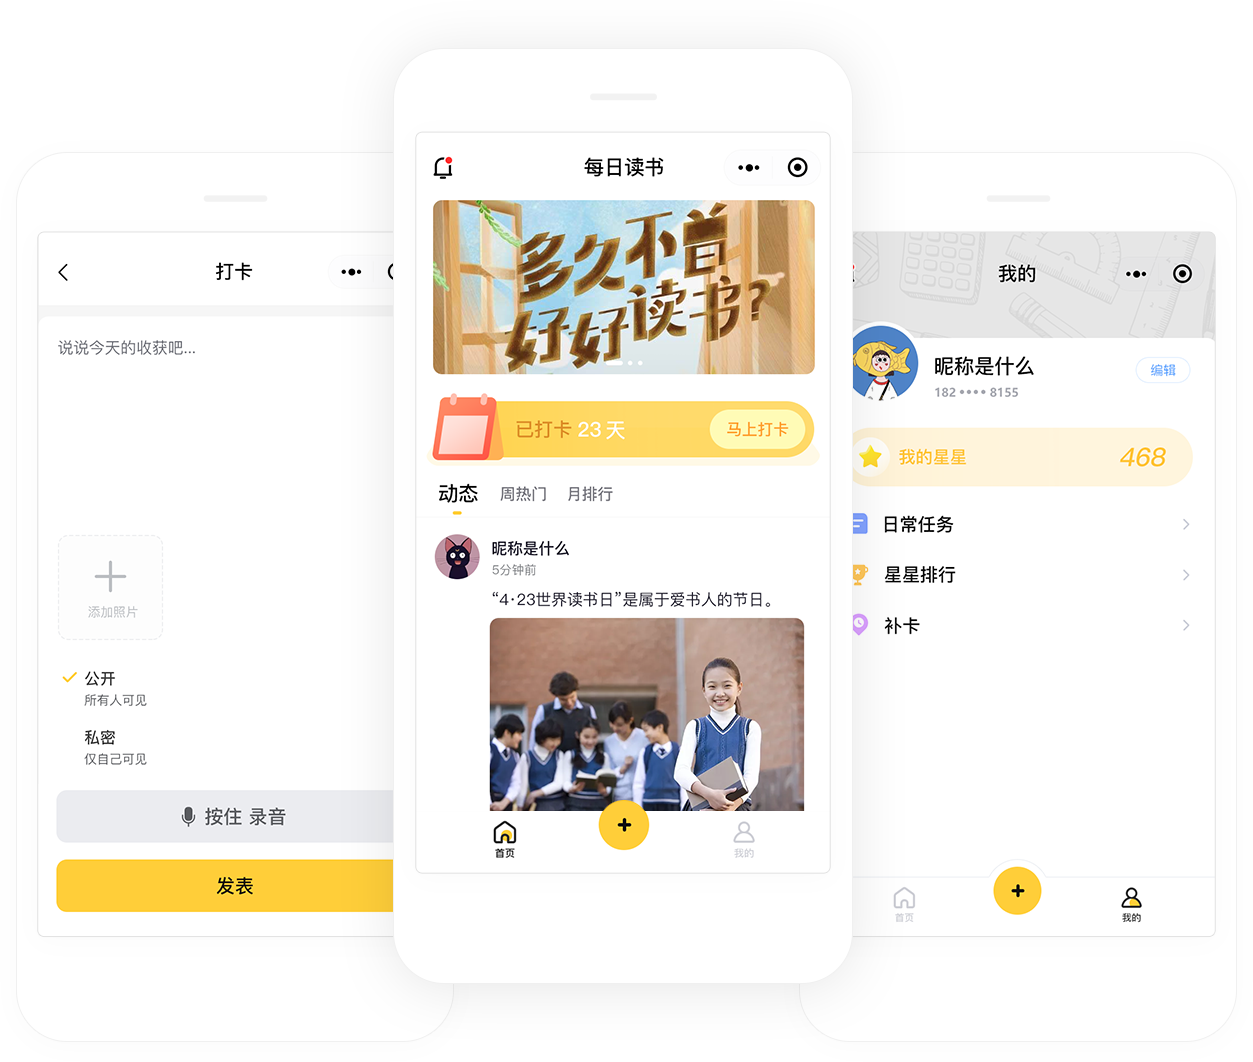 打卡
说说今天的收获吧...
添加照片
公开
所有人可见
私密
仅自己可见
按住 录音
发表
每日读书
多久不曾
好好读书?
已打卡 23 天
马上打卡
动态 周热门 月排行
昵称是什么
5分钟前
“4·23世界读书日”是属于爱书人的节日。
首页
我的
我的
昵称是什么
编辑
182 •••• 8155
我的星星
468
日常任务
星星排行
补卡
首页
我的